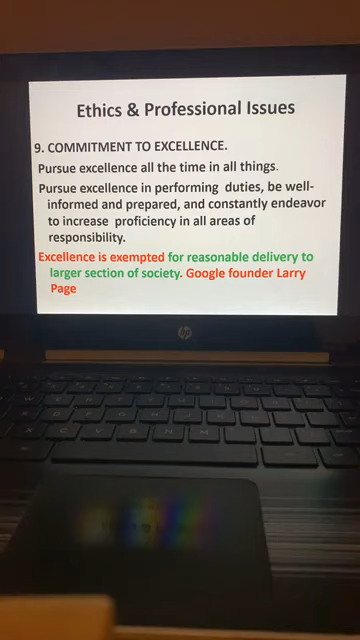 Ethics & Professional Issues
9. COMMITMENT TO EXCELLENCE.
Pursue excellence all the time in all things.
Pursue excellence in performing duties, be well-
informed and prepared, and constantly endeavor
to increase proficiency in all areas of
responsibility.
Excellence is exempted for reasonable delivery to
larger section of society. Google founder Larry
Page
hp